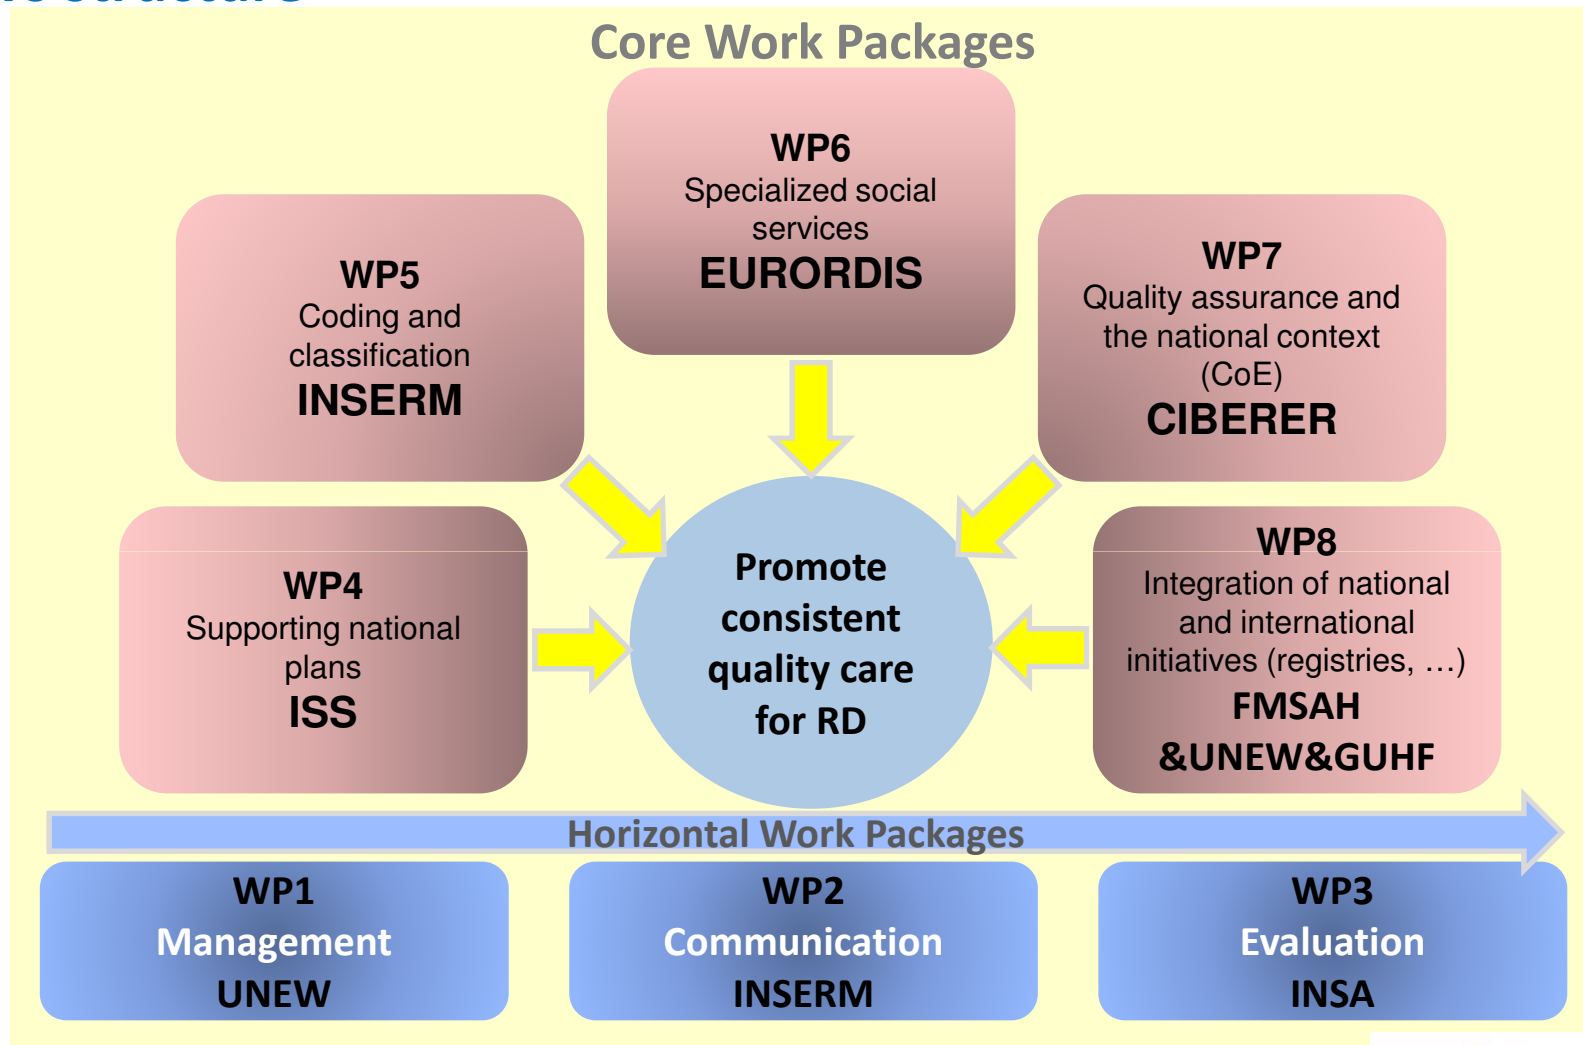 Core Work Packages
WP6
Specialized social
services
EURORDIS
WP5
Coding and
classification
INSERM
WP7
Quality assurance and
the national context
(CoE)
CIBERER
WP4
Supporting national
plans
ISS
Promote
consistent
quality care
for RD
WP8
Integration of national
and international
initiatives (registries, …)
FMSAH
&UNEW&GUHF
Horizontal Work Packages
WP1
Management
UNEW
WP2
Communication
INSERM
WP3
Evaluation
INSA